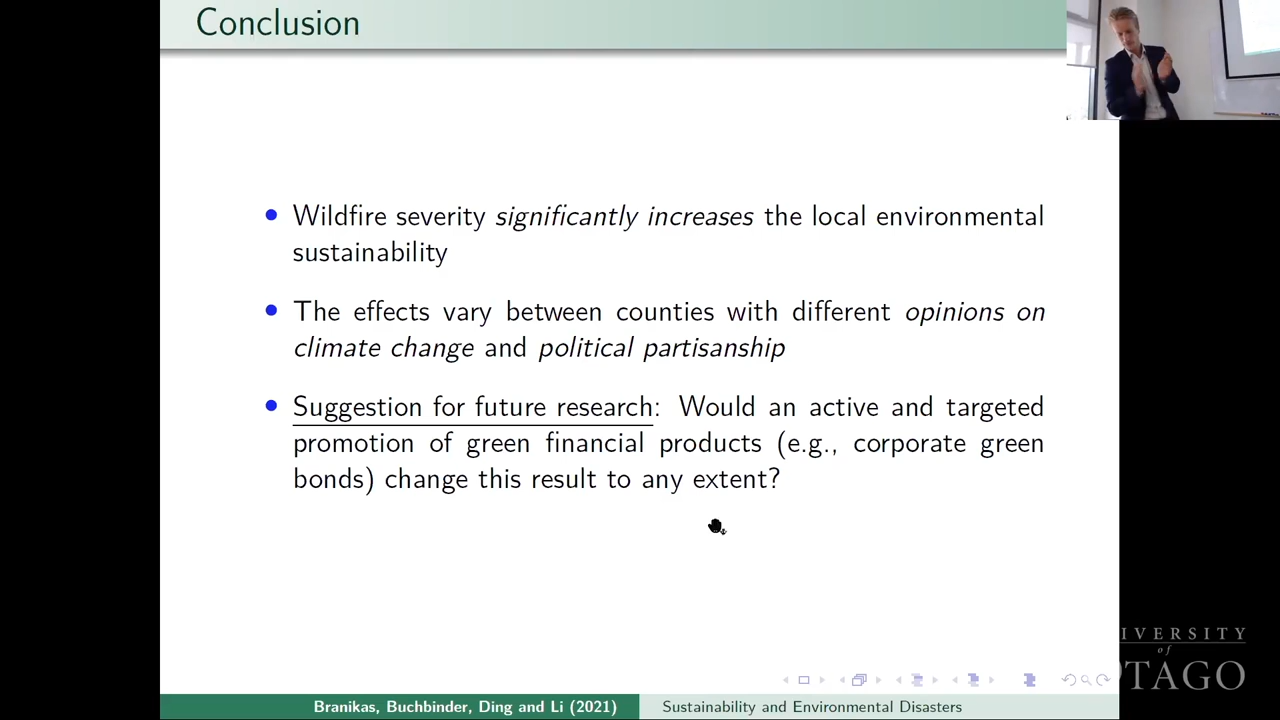 Conclusion
• Wildfire severity significantly increases the local environmental
sustainability
• The effects vary between counties with different opinions on
climate change and political partisanship
• Suggestion for future research: Would an active and targeted
promotion of green financial products (e.g., corporate green
bonds) change this result to any extent?
IVERSITY
of
TAGO
Branikas, Buchbinder, Ding and Li (2021)
Sustainability and Environmental Disasters